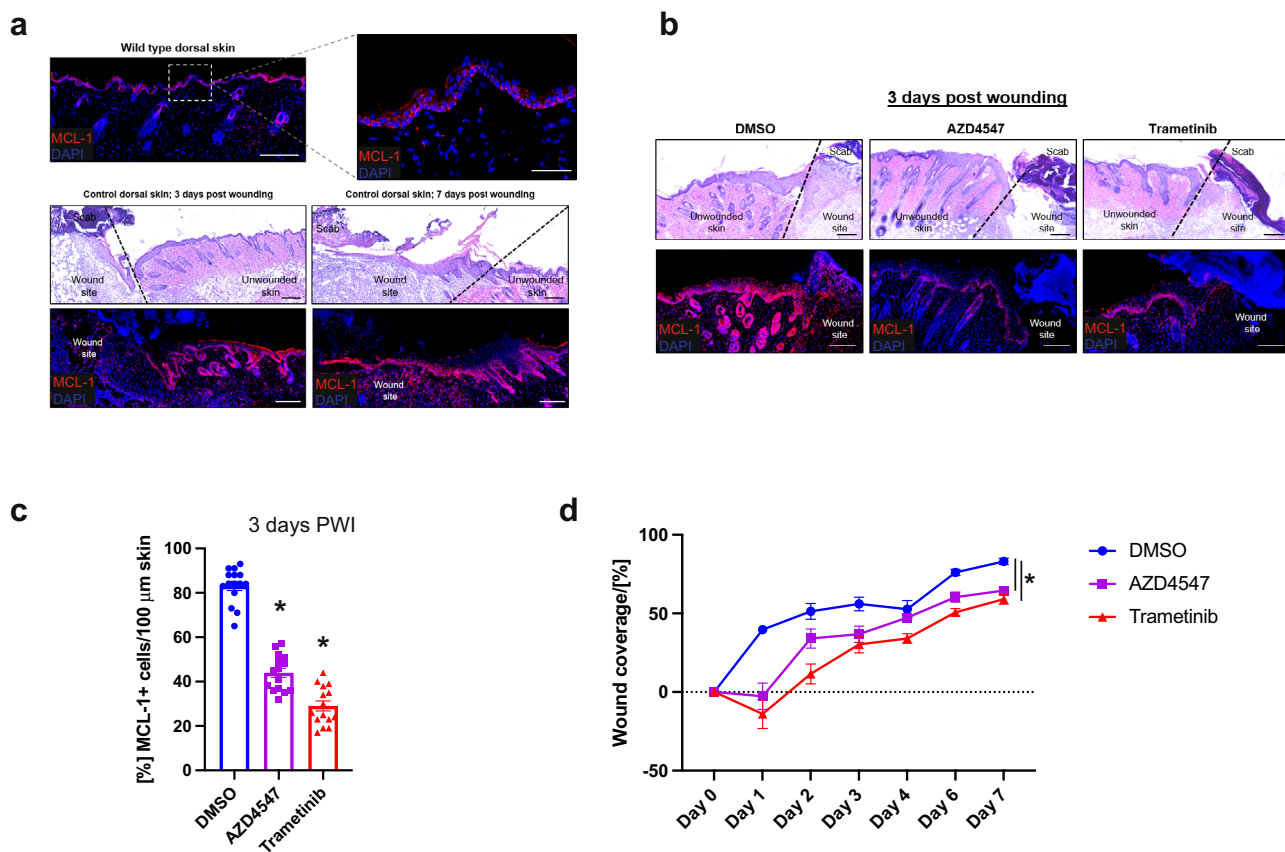 a
Wild type dorsal skin
MCL-1
DAPI
MCL-1
DAPI
Control dorsal skin; 3 days post wounding
Control dorsal skin; 7 days post wounding
Scab
Wound
site
Unwounded
skin
Scab
Wound
site
Unwounded
skin
Wound
site
MCL-1
DAPI
Wound
site
MCL-1
DAPI
b
3 days post wounding
DMSO
AZD4547
Trametinib
Scab
Unwounded
skin
Wound
site
Scab
Unwounded
skin
Wound
site
Scab
Unwounded
skin
Wound
site
MCL-1
DAPI
Wound
site
MCL-1
DAPI
Wound
site
MCL-1
DAPI
Wound
site
c
3 days PWI
[%] MCL-1+ cells/100 μm skin
100
80
60
40
20
0
*
*
DMSO
AZD4547
Trametinib
d
Wound coverage/[%]
100
50
0
-50
Day 0
Day 1
Day 2
Day 3
Day 4
Day 6
Day 7
*
DMSO
AZD4547
Trametinib